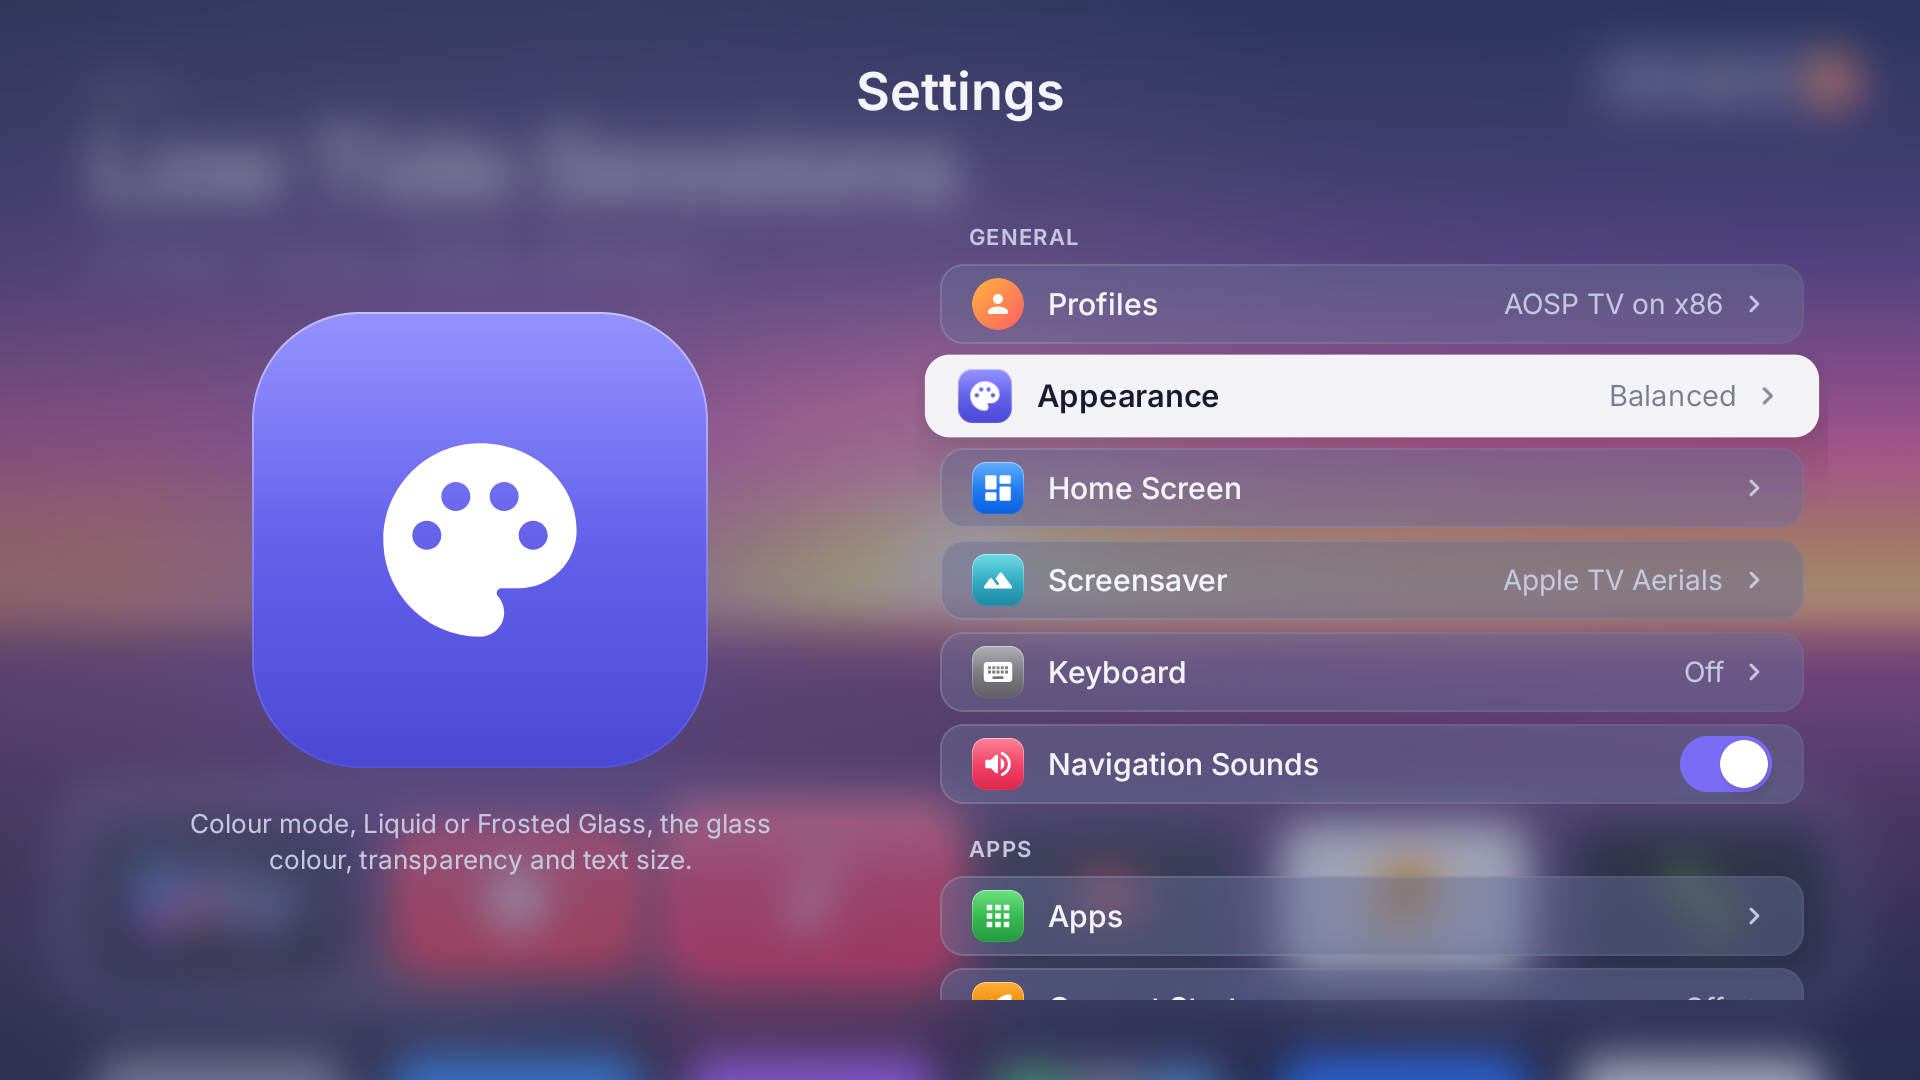 Settings
GENERAL
Profiles AOSP TV on x86
Appearance Balanced
Home Screen
Screensaver Apple TV Aerials
Keyboard Off
Navigation Sounds
Colour mode, Liquid or Frosted Glass, the glass
colour, transparency and text size.
APPS
Apps